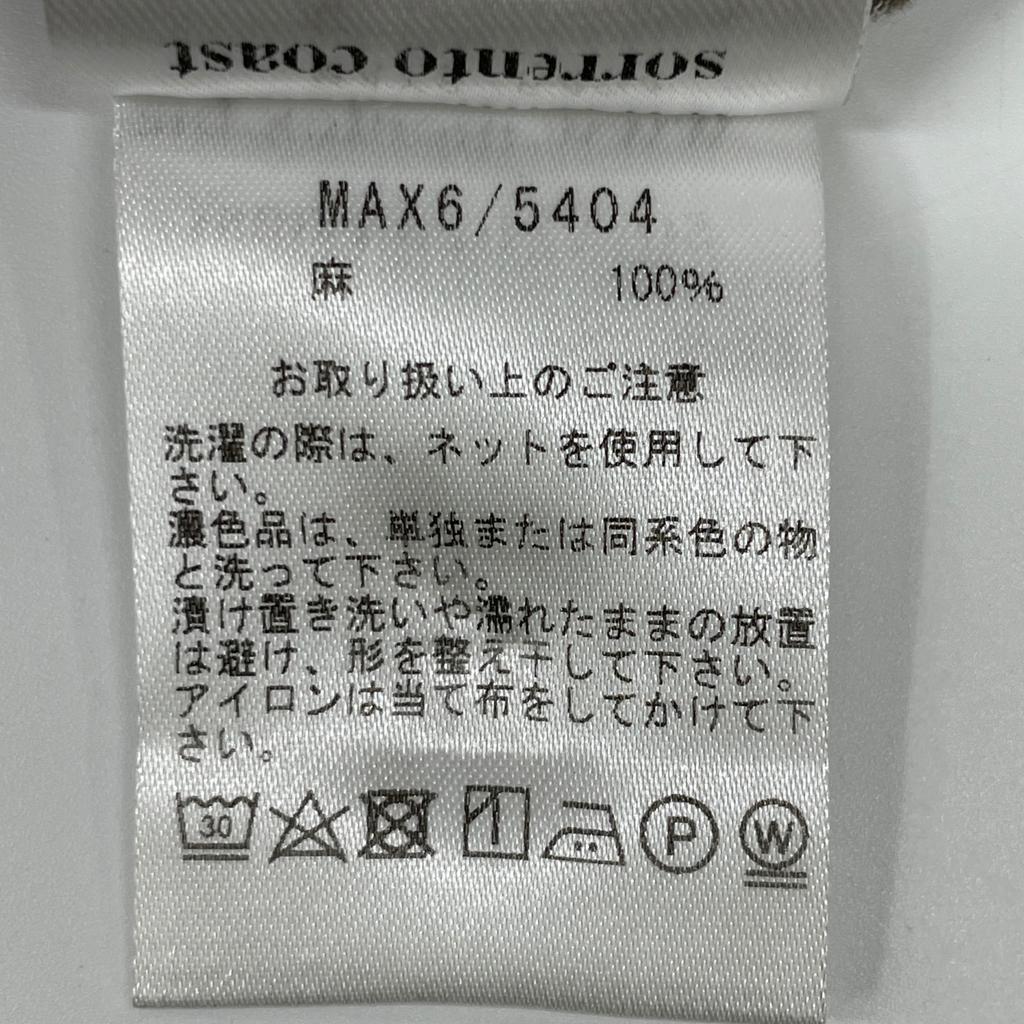 sorrento coast
MAX6/5404
麻 100%
お取り扱い上のご注意
洗濯の際は、ネットを使用して下
さい。
濃色品は、単独または同系色の物
と洗って下さい。
漬け置き洗いや濡れたままの放置
は避け、形を整え干して下さい。
アイロンは当て布をしてかけて下
さい。
30 P W